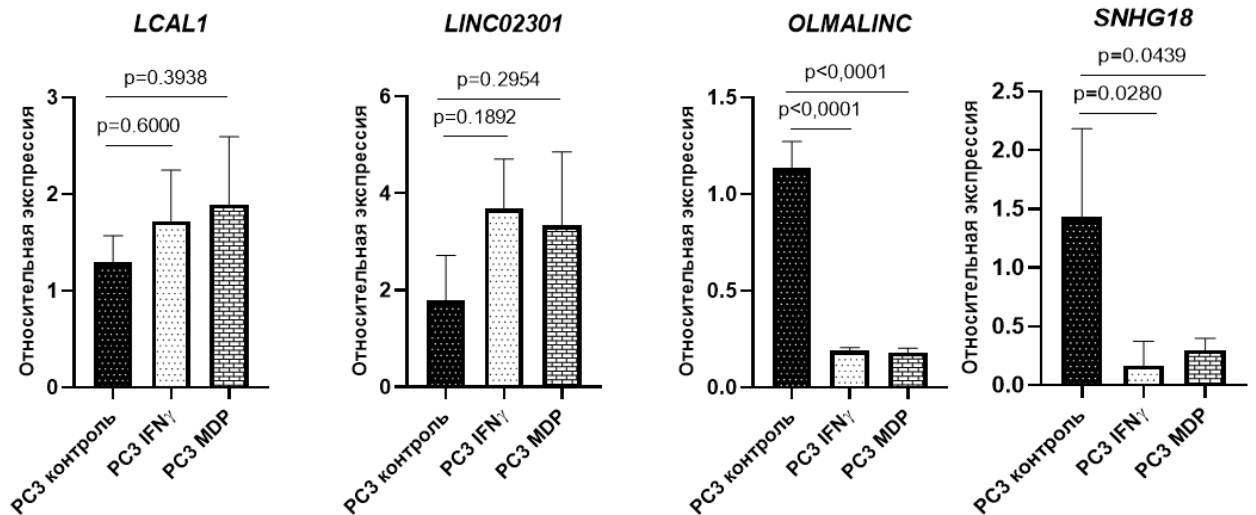 LCAL1
p=0.3938
p=0.6000
Относительная экспрессия
3
2
1
0
PC3 контроль
PC3 IFNγ
PC3 MDP
LINC02301
p=0.2954
p=0.1892
Относительная экспрессия
6
4
2
0
PC3 контроль
PC3 IFNγ
PC3 MDP
OLMALINC
p<0,0001
p<0,0001
Относительная экспрессия
1.5
1.0
0.5
0.0
PC3 контроль
PC3 IFNγ
PC3 MDP
SNHG18
p=0.0439
p=0.0280
Относительная экспрессия
2.5
2.0
1.5
1.0
0.5
0.0
PC3 контроль
PC3 IFNγ
PC3 MDP